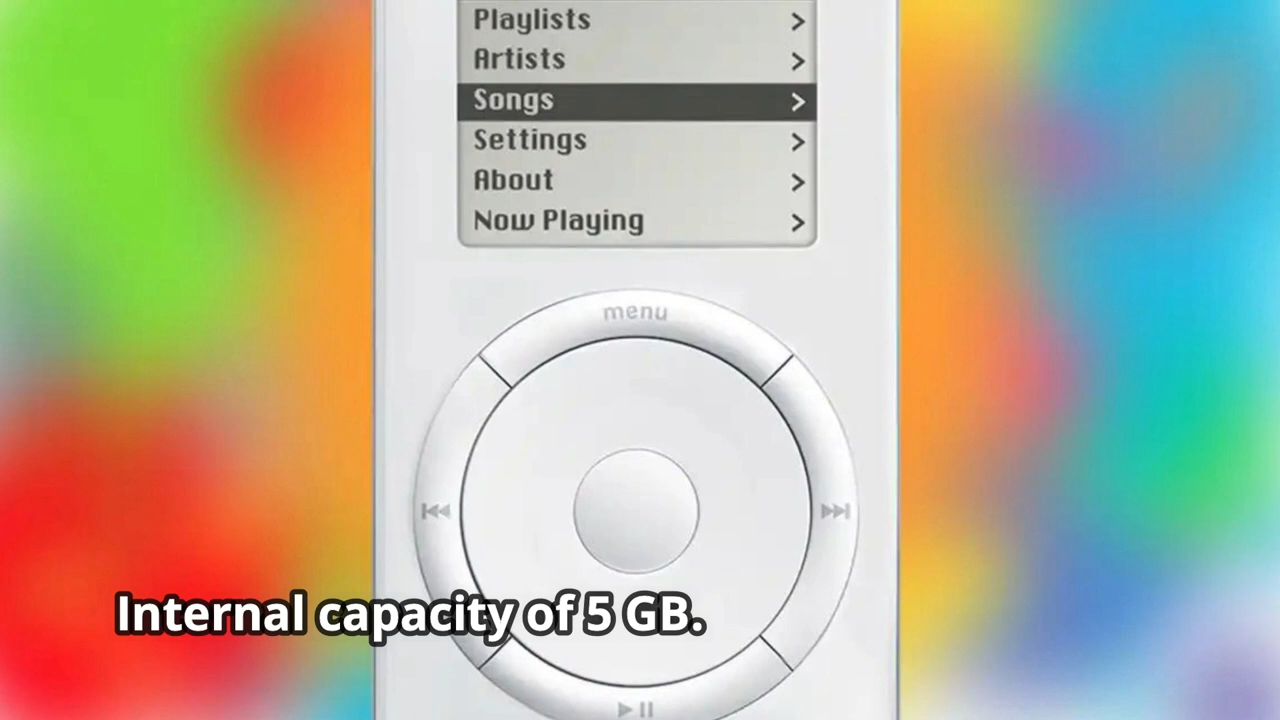 Playlists >
Artists >
Songs >
Settings >
About >
Now Playing >
menu
Internal capacity of 5 GB.